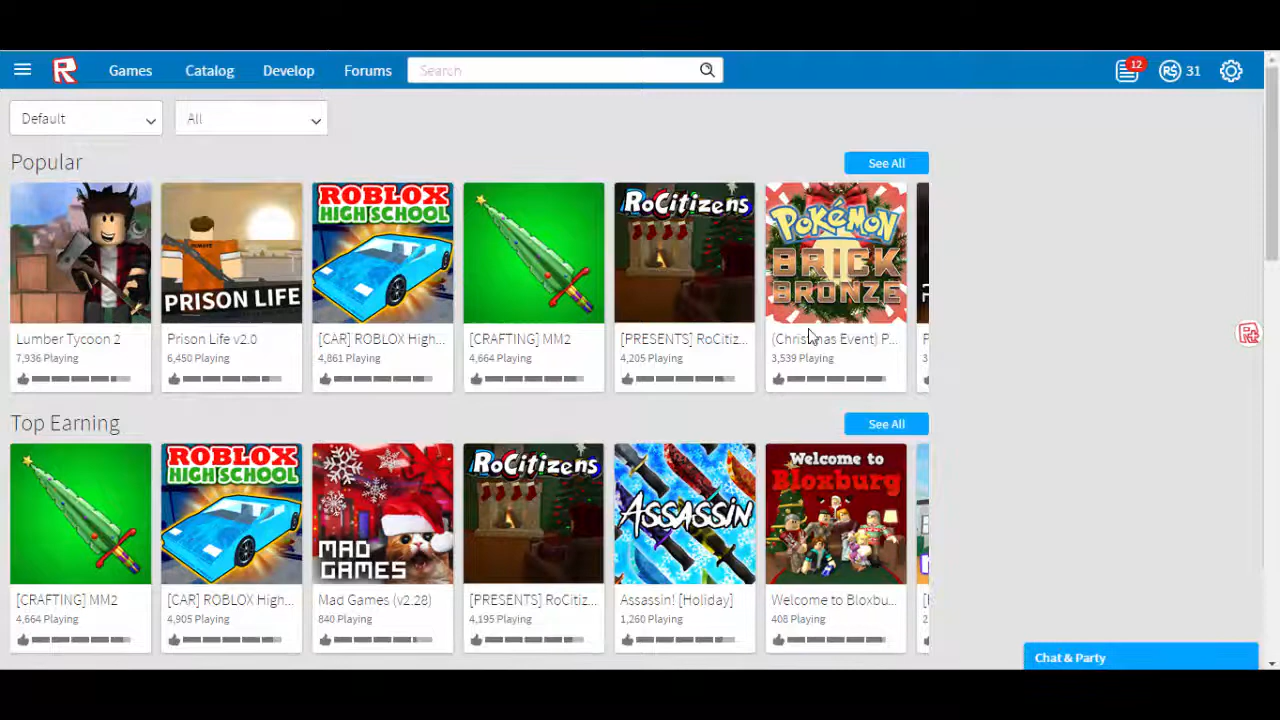 Games Catalog Develop Forums Search 12 R$ 31
Default All
Popular See All
ROBLOX HIGH SCHOOL
RoCitizens
POKéMON BRICK BRONZE
PRISON LIFE
Lumber Tycoon 2 Prison Life v2.0 [CAR] ROBLOX High... [CRAFTING] MM2 [PRESENTS] RoCitiz... (Christmas Event) P...
7,936 Playing 6,450 Playing 4,861 Playing 4,664 Playing 4,205 Playing 3,539 Playing
Top Earning See All
ROBLOX HIGH SCHOOL
MAD GAMES
RoCitizens
ASSASSIN
Welcome to Bloxburg
[CRAFTING] MM2 [CAR] ROBLOX High... Mad Games (v2.28) [PRESENTS] RoCitiz... Assassin! [Holiday] Welcome to Bloxbu...
4,664 Playing 4,905 Playing 840 Playing 4,195 Playing 1,260 Playing 408 Playing
Chat & Party